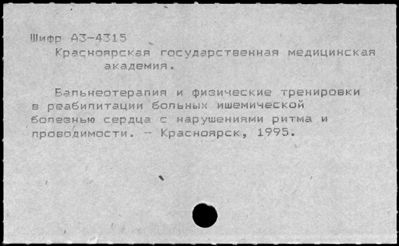 Шифр А3-4315
Красноярская государственная медицинская
академия.
Бальнеотерапия и физические тренировки
в реабилитации больных ишемической
болезнью сердца с нарушениями ритма и
проводимости. - Красноярск, 1995.